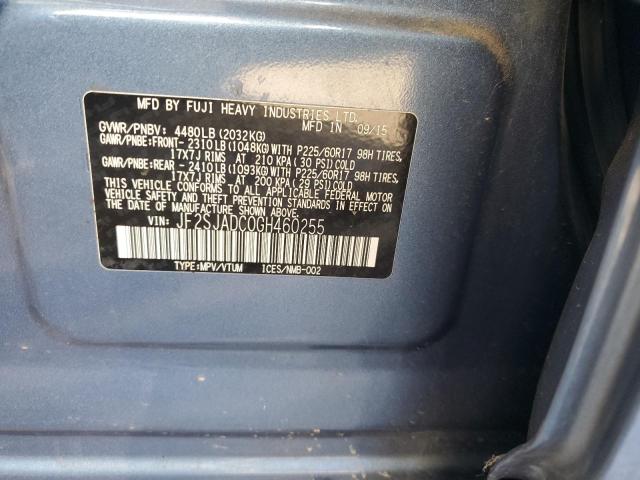 MFD BY FUJI HEAVY INDUSTRIES LTD.
MFD IN 09/15
GVWR/PNBV: 4480LB (2032KG)
GAWR/PNBE:FRONT- 2310LB(1048KG)WITH P225/60R17 98H TIRES,
17X7J RIMS AT 210 KPA(30 PSI)COLD
GAWR/PNBE:REAR -2410LB(1093KG)WITH P225/60R17 98H TIRES,
17X7J RIMS AT 200 KPA(29 PSI)COLD
THIS VEHICLE CONFORMS TO ALL APPLICABLE FEDERAL MOTOR
VEHICLE SAFETY AND THEFT PREVENTION STANDARDS IN EFFECT ON
THE DATE OF MANUFACTURE SHOWN ABOVE.
VIN: JF2SJADC0GH460255
TYPE:MPV/VTUM ICES/NMB-002